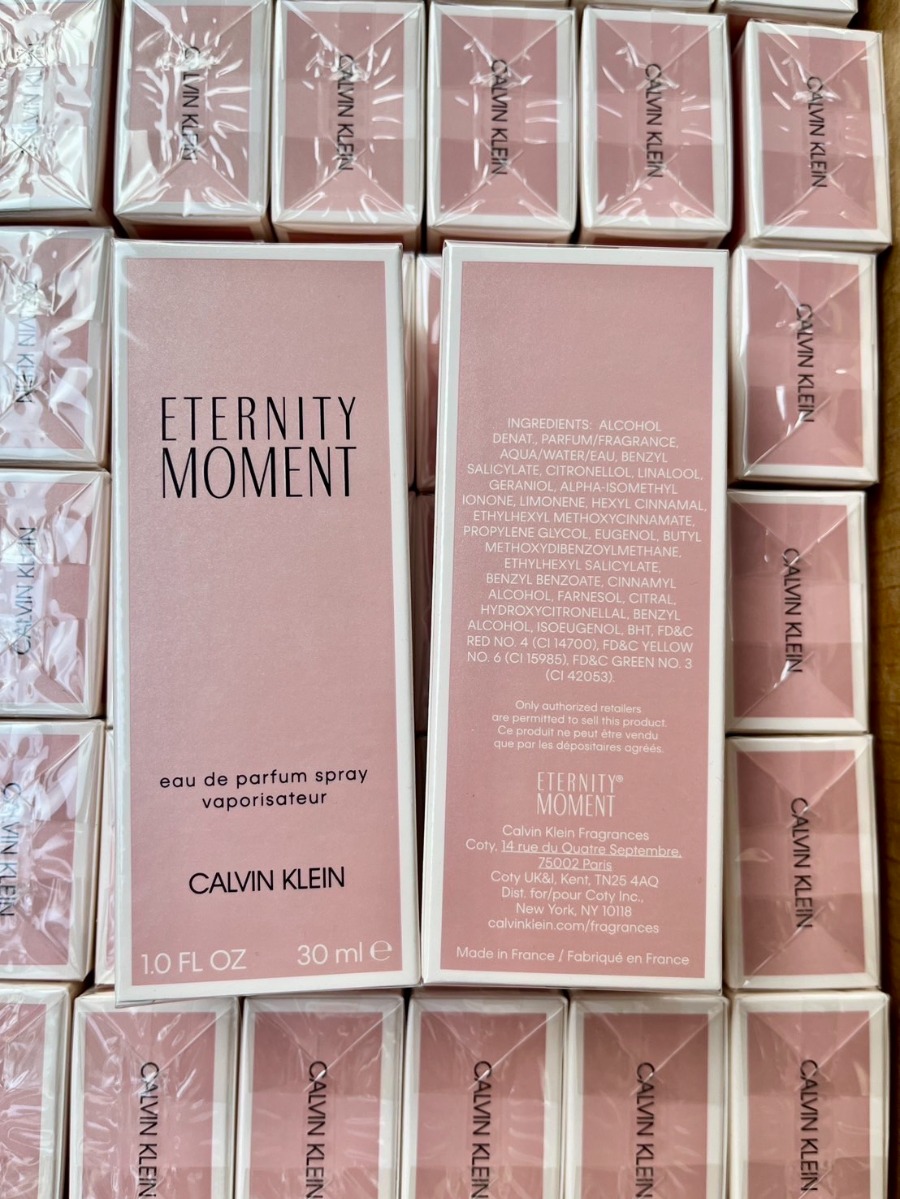 CALVIN KLEIN
CALVIN KLEIN
CALVIN KLEIN
CALVIN KLEIN
CALVIN KLEIN
CALVIN KLEIN
CALVIN KLEIN
CALVIN KLEIN
ETERNITY
MOMENT
eau de parfum spray
vaporisateur
CALVIN KLEIN
1.0 FL OZ 30 ml e
INGREDIENTS: ALCOHOL
DENAT., PARFUM/FRAGRANCE,
AQUA/WATER/EAU, BENZYL
SALICYLATE, CITRONELLOL, LINALOOL,
GERANIOL, ALPHA-ISOMETHYL
IONONE, LIMONENE, HEXYL CINNAMAL,
ETHYLHEXYL METHOXYCINNAMATE,
PROPYLENE GLYCOL, EUGENOL, BUTYL
METHOXYDIBENZOYLMETHANE,
ETHYLHEXYL SALICYLATE,
BENZYL BENZOATE, CINNAMYL
ALCOHOL, FARNESOL, CITRAL,
HYDROXYCITRONELLAL, BENZYL
ALCOHOL, ISOEUGENOL, BHT, FD&C
RED NO. 4 (CI 14700), FD&C YELLOW
NO. 6 (CI 15985), FD&C GREEN NO. 3
(CI 42053).
Only authorized retailers
are permitted to sell this product.
Ce produit ne peut être vendu
que par les dépositaires agréés.
ETERNITY®
MOMENT
Calvin Klein Fragrances
Coty, 14 rue du Quatre Septembre,
75002 Paris
Coty UK&I, Kent, TN25 4AQ
Dist. for/pour Coty Inc.,
New York, NY 10118
calvinklein.com/fragrances
Made in France / Fabriqué en France
CALVIN KLEIN
CALVIN KLEIN
CALVIN KLEIN
CALVIN KLEIN
CALVIN KLEIN
CALVIN KLEIN
CALVIN KLEIN
CALVIN KLEIN
CALVIN KLEIN